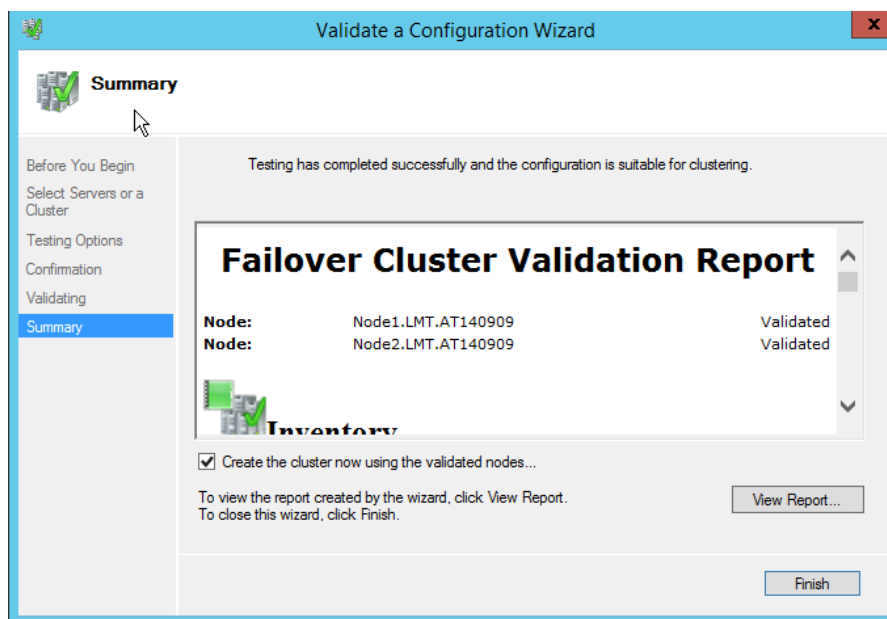 Validate a Configuration Wizard
x
Summary
Before You Begin
Select Servers or a
Cluster
Testing Options
Confirmation
Validating
Summary
Testing has completed successfully and the configuration is suitable for clustering.
Failover Cluster Validation Report
Node: Node1.LMT.AT140909 Validated
Node: Node2.LMT.AT140909 Validated
Inventory
Create the cluster now using the validated nodes...
To view the report created by the wizard, click View Report.
To close this wizard, click Finish.
View Report...
Finish